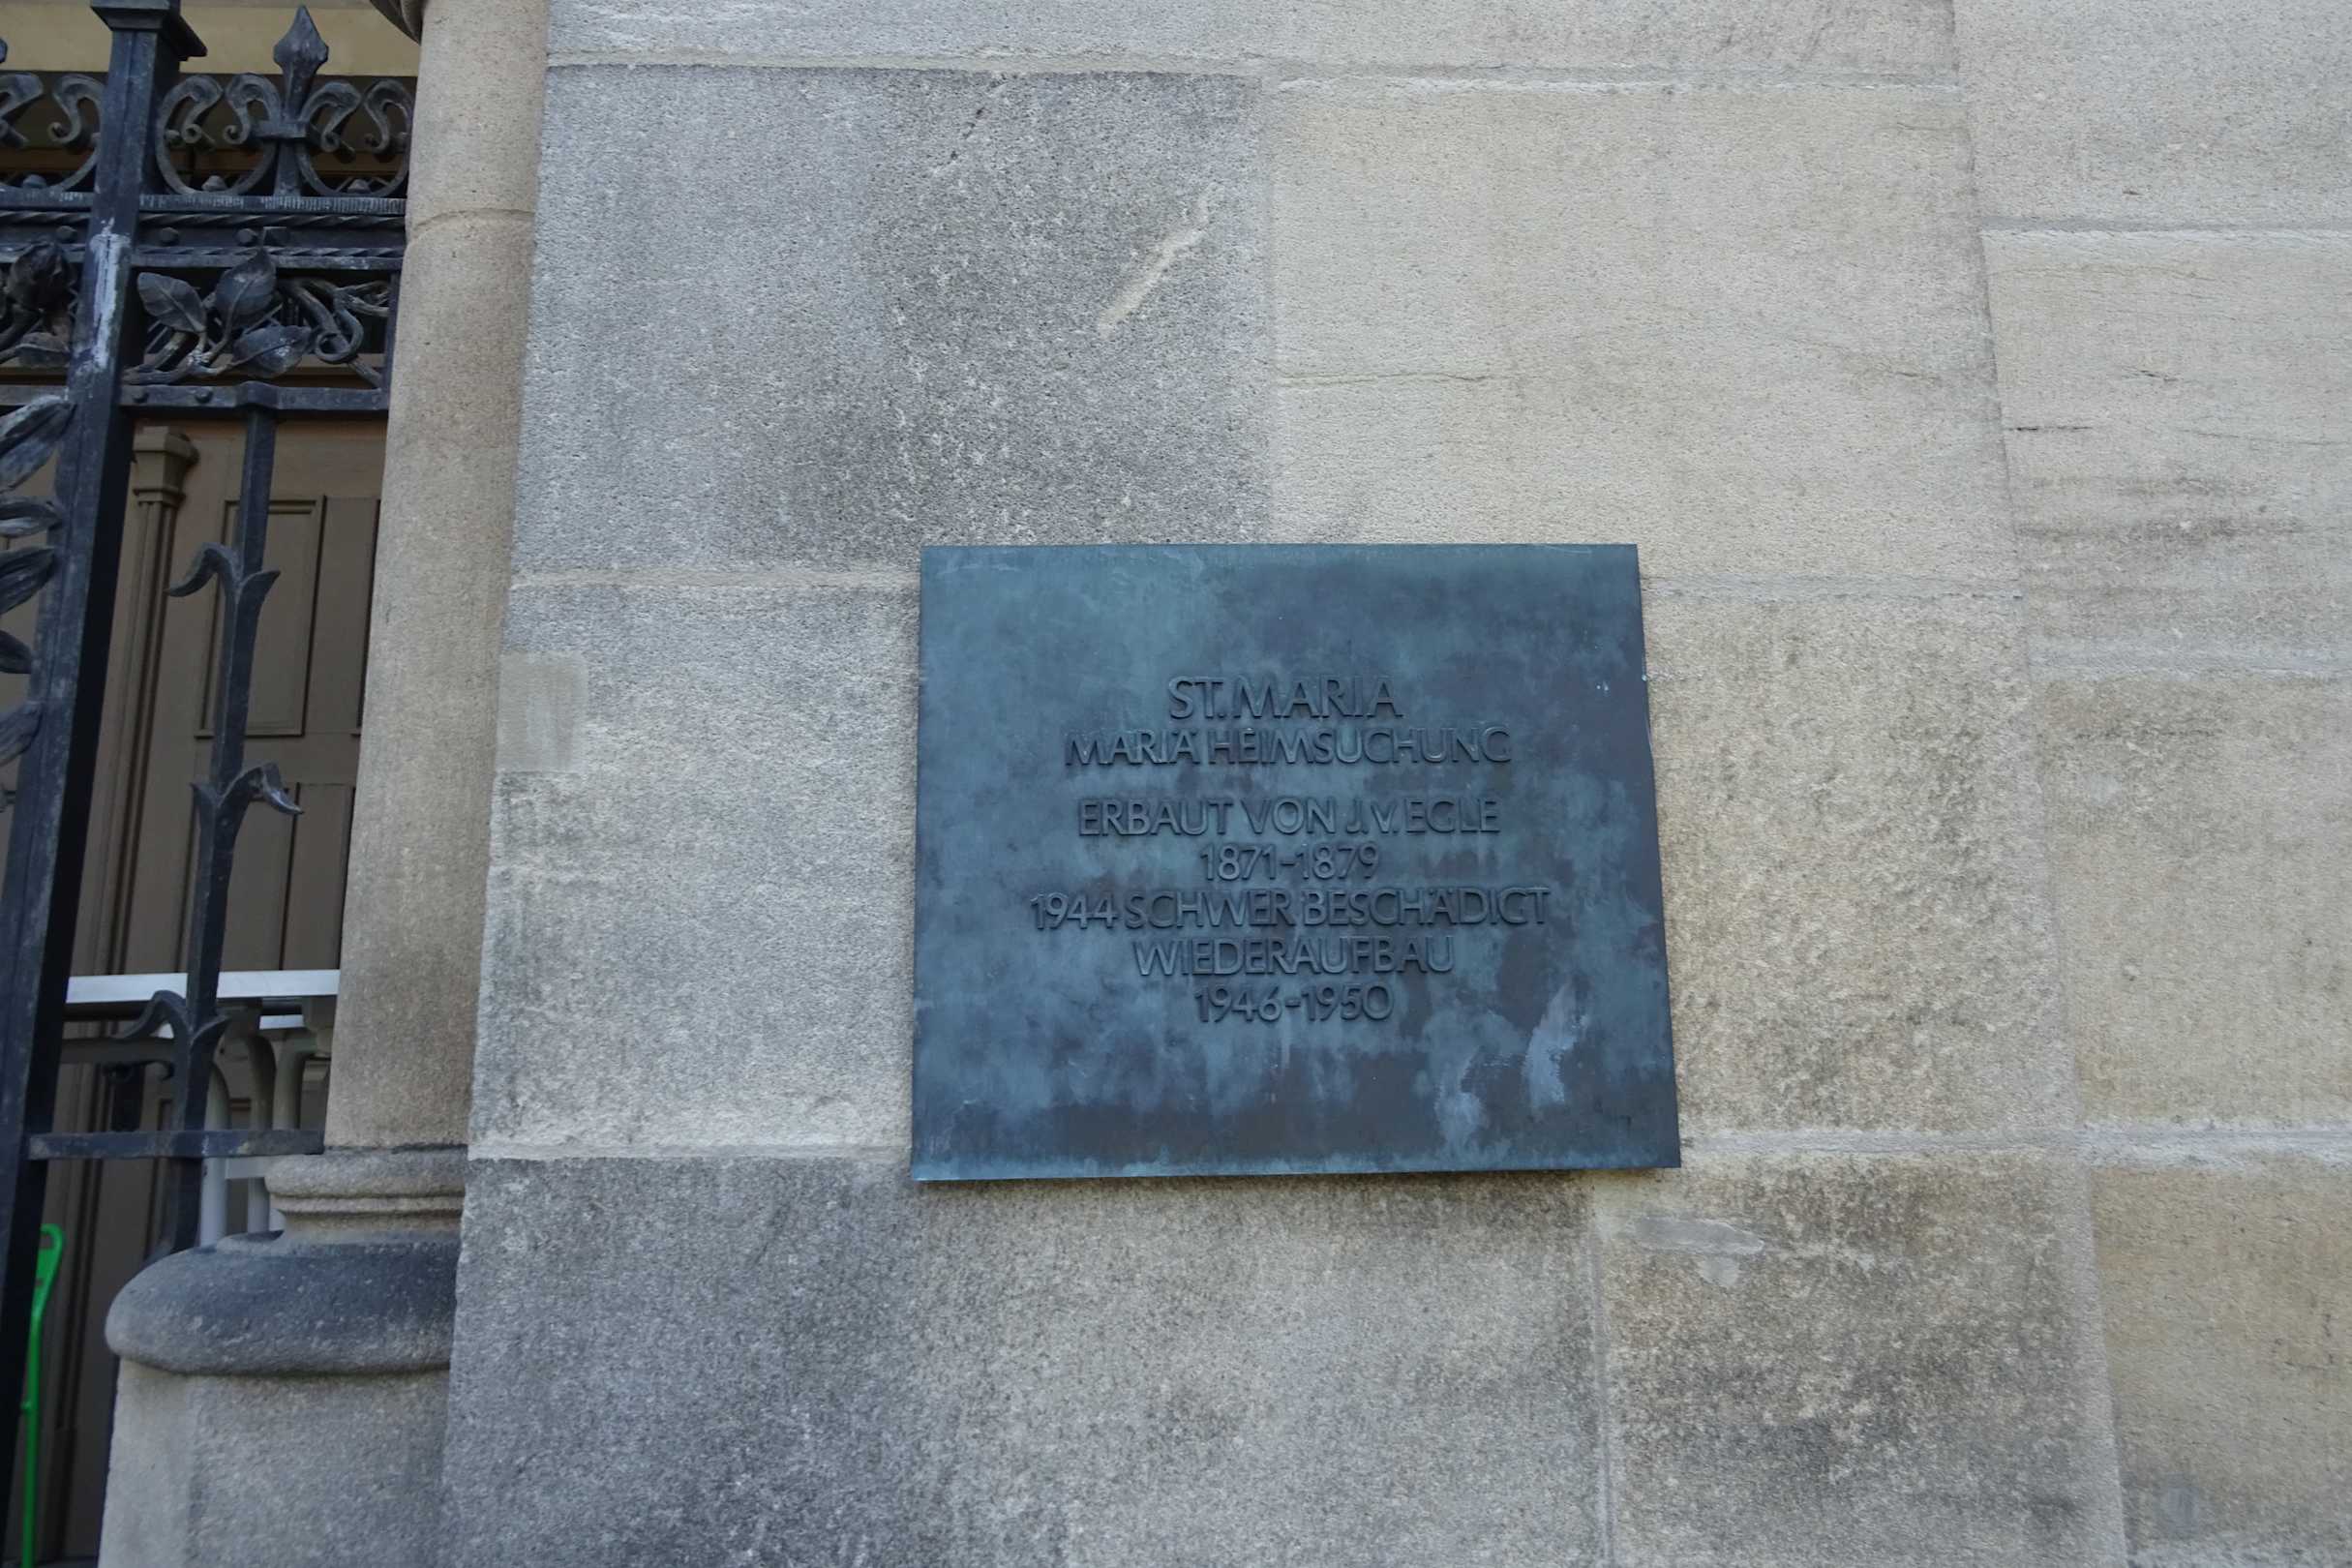 ST. MARIA
MARIÄ HEIMSUCHUNG
ERBAUT VON J.V. EGLE
1871-1879
1944 SCHWER BESCHÄDIGT
WIEDERAUFBAU
1946-1950